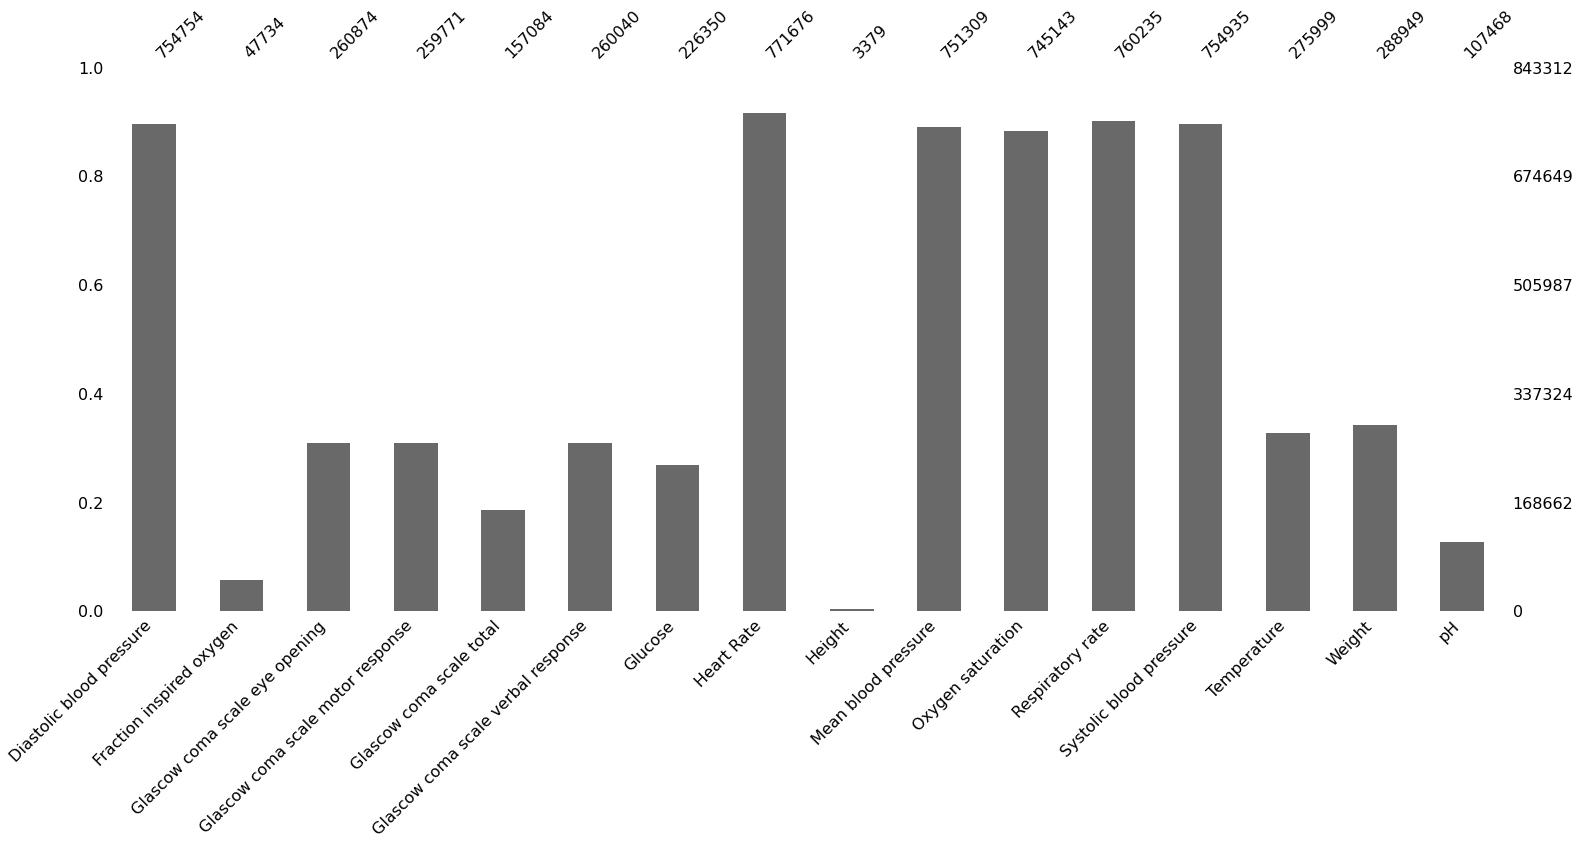 754754
47734
260874
259771
157084
260040
226350
771676
3379
751309
745143
760235
754935
275999
288949
107468
1.0
843312
0.8
674649
0.6
505987
0.4
337324
0.2
168662
0.0
0
Diastolic blood pressure
Fraction inspired oxygen
Glascow coma scale eye opening
Glascow coma scale motor response
Glascow coma scale total
Glascow coma scale verbal response
Glucose
Heart Rate
Height
Mean blood pressure
Oxygen saturation
Respiratory rate
Systolic blood pressure
Temperature
Weight
pH